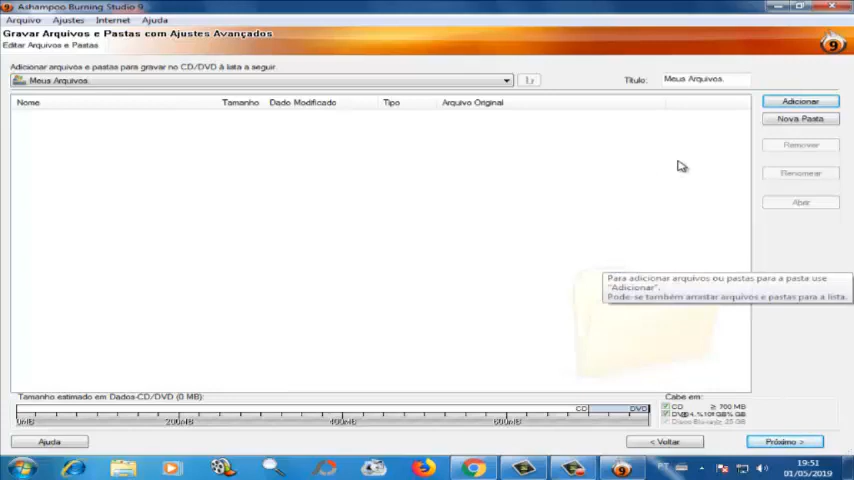 Ashampoo Burning Studio 9
Arquivo Ajustes Internet Ajuda
Gravar Arquivos e Pastas com Ajustes Avançados
Editar Arquivos e Pastas
9
Adicionar arquivos e pastas para gravar no CD/DVD à lista a seguir.
Meus Arquivos.
Título: Meus Arquivos.
Nome Tamanho Dado Modificado Tipo Arquivo Original
Adicionar
Nova Pasta
Remover
Renomear
Abrir
Para adicionar arquivos ou pastas para a pasta use
"Adicionar".
Pode-se também arrastar arquivos e pastas para a lista.
Tamanho estimado em Dados-CD/DVD (0 MB):
CD DVD
0MB 200MB 400MB 600MB
Cabe em:
CD ≥ 700 MB
Ajuda
< Voltar
Próximo >
PT
19:51
01/05/2019